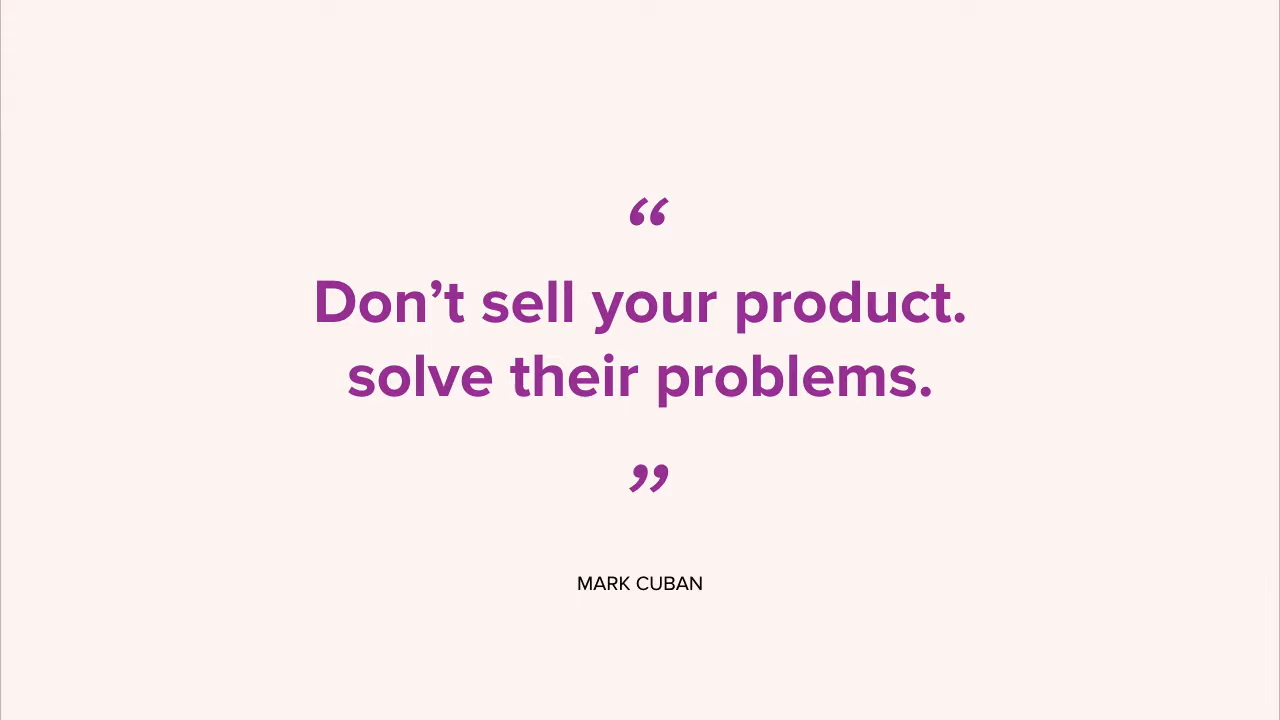 “
Don’t sell your product.
solve their problems.
”
MARK CUBAN